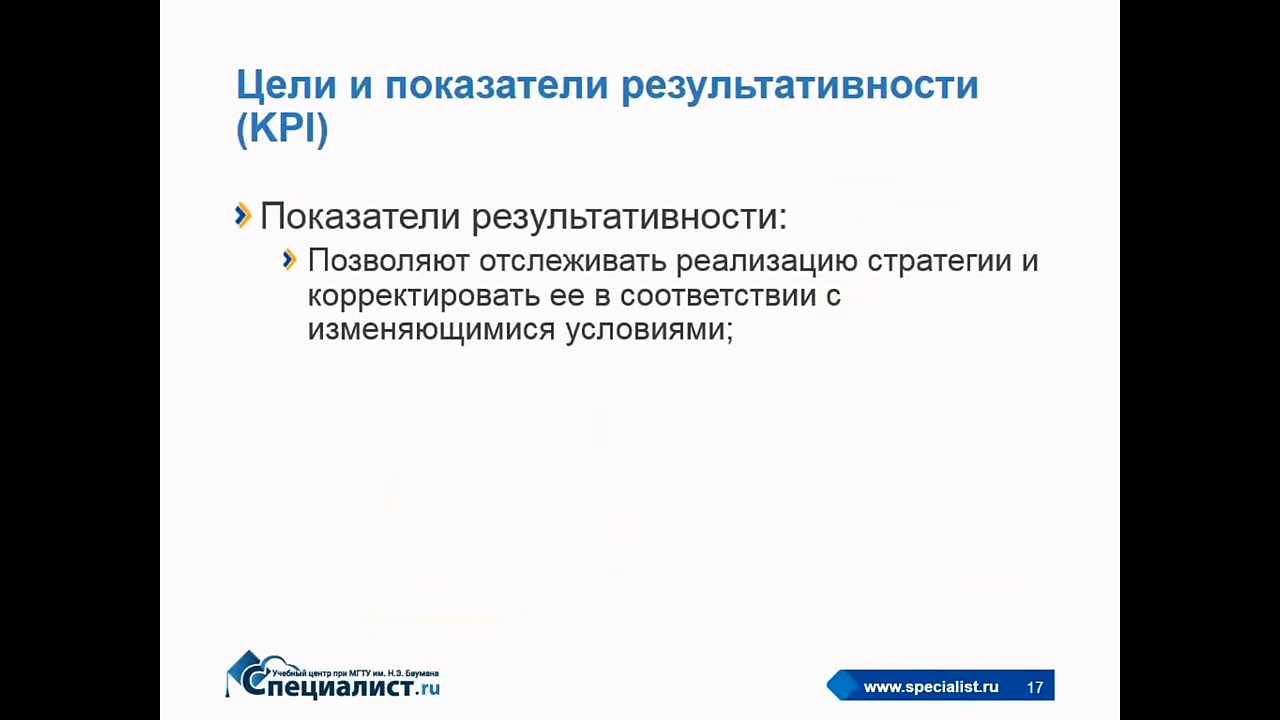 Цели и показатели результативности
(KPI)
Показатели результативности:
Позволяют отслеживать реализацию стратегии и
корректировать ее в соответствии с
изменяющимися условиями;
Учебный центр при МГТУ им. Н.Э. Баумана
Специалист.ru
www.specialist.ru 17